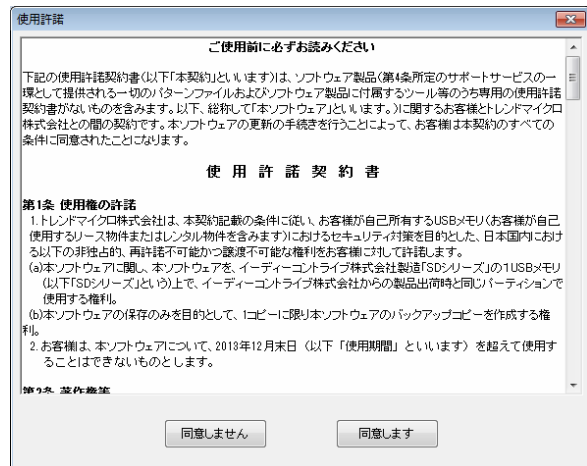 使用許諾
ご使用前に必ずお読みください
下記の使用許諾契約書(以下「本契約」といいます)は、ソフトウェア製品(第4条所定のサポートサービスの一
環として提供される一切のパターンファイルおよびソフトウェア製品に付属するツール等のうち専用の使用許諾
契約書がないものを含みます。以下、総称して「本ソフトウェア」といいます。)に関するお客様とトレンドマイクロ
株式会社との間の契約です。本ソフトウェアの更新の手続きを行うことによって、お客様は本契約のすべての
条件に同意されたことになります。
使 用 許 諾 契 約 書
第1条 使用権の許諾
1.トレンドマイクロ株式会社は、本契約記載の条件に従い、お客様が自己所有するUSBメモリ(お客様が自己
使用するリース物件またはレンタル物件を含みます)におけるセキュリティ対策を目的とした、日本国内におけ
る以下の非独占的、再許諾不可能かつ譲渡不可能な権利をお客様に対して許諾します。
(a)本ソフトウェアに関し、本ソフトウェアを、イーディーコントライブ株式会社製造「SDシリーズ」の1USBメモリ
(以下「SDシリーズ」という)上で、イーディーコントライブ株式会社からの製品出荷時と同じパーティションで
使用する権利。
(b)本ソフトウェアの保存のみを目的として、1コピーに限り本ソフトウェアのバックアップコピーを作成する権
利。
2.お客様は、本ソフトウェアについて、2013年12月末日(以下「使用期間」といいます)を超えて使用す
ることはできないものとします。
第2条 著作権等
同意しません
同意します